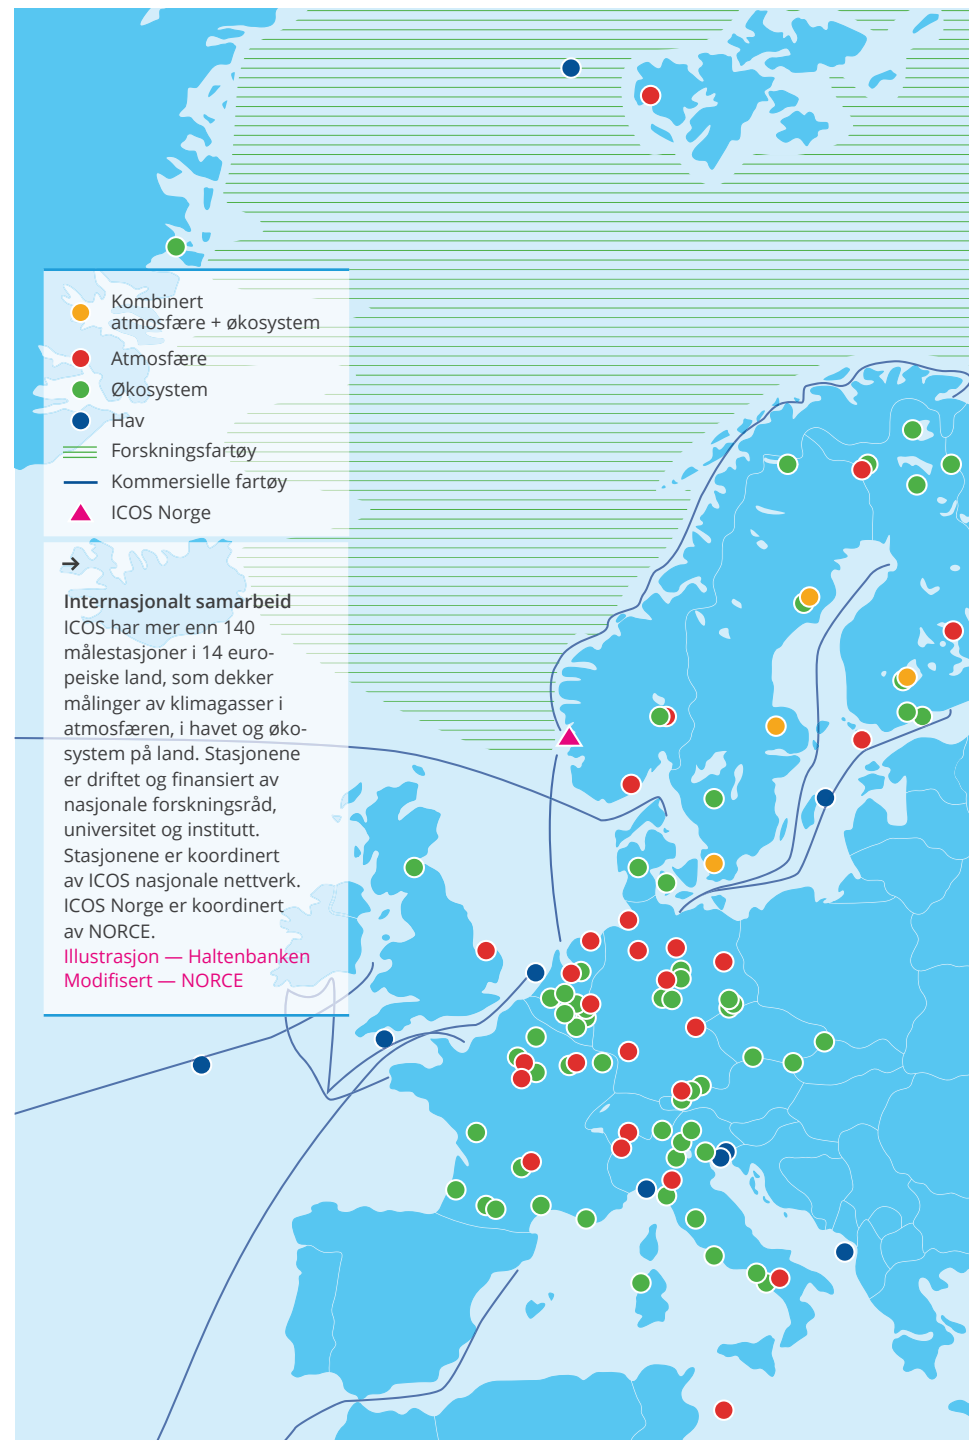 Kombinert
atmosfære + økosystem
Atmosfære
Økosystem
Hav
Forskningsfartøy
Kommersielle fartøy
ICOS Norge
→
Internasjonalt samarbeid
ICOS har mer enn 140
målestasjoner i 14 euro-
peiske land, som dekker
målinger av klimagasser i
atmosfæren, i havet og øko-
system på land. Stasjonene
er driftet og finansiert av
nasjonale forskningsråd,
universitet og institutt.
Stasjonene er koordinert
av ICOS nasjonale nettverk.
ICOS Norge er koordinert
av NORCE.
Illustrasjon — Haltenbanken
Modifisert — NORCE